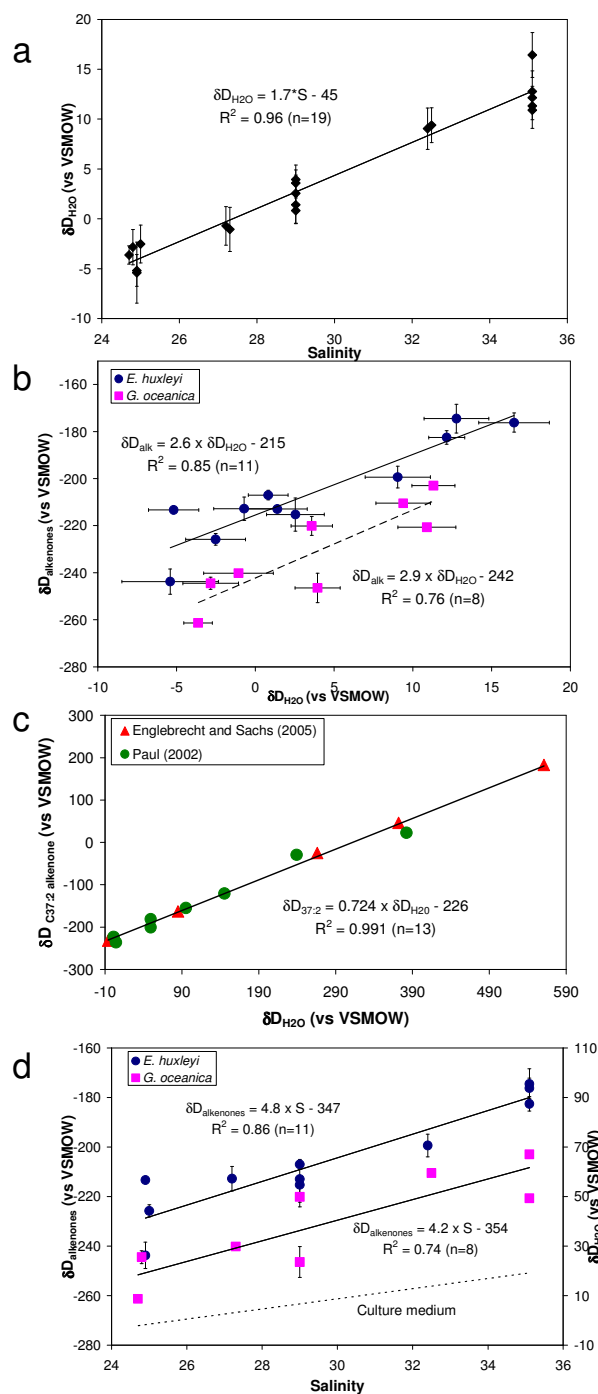 a
δD_H2O = 1.7*S - 45
R² = 0.96 (n=19)
δD_H2O (vs VSMOW)
20
15
10
5
0
-5
-10
24 26 28 30 32 34 36
Salinity
b
E. huxleyi
G. oceanica
δD_alk = 2.6 x δD_H2O - 215
R² = 0.85 (n=11)
δD_alk = 2.9 x δD_H2O - 242
R² = 0.76 (n=8)
δD_alkenones (vs VSMOW)
-160
-180
-200
-220
-240
-260
-280
-10 -5 0 5 10 15 20
δD_H2O (vs VSMOW)
c
Englebrecht and Sachs (2005)
Paul (2002)
δD_37:2 = 0.724 x δD_H20 - 226
R² = 0.991 (n=13)
δD C37:2 alkenone (vs VSMOW)
300
200
100
0
-100
-200
-300
-10 90 190 290 390 490 590
δD_H2O (vs VSMOW)
d
E. huxleyi
G. oceanica
δD_alkenones = 4.8 x S - 347
R² = 0.86 (n=11)
δD_alkenones = 4.2 x S - 354
R² = 0.74 (n=8)
Culture medium
δD_alkenones (vs VSMOW)
-160
-180
-200
-220
-240
-260
-280
110
90
70
50
30
10
-10
δD_H2O (vs VSMOW)
24 26 28 30 32 34 36
Salinity